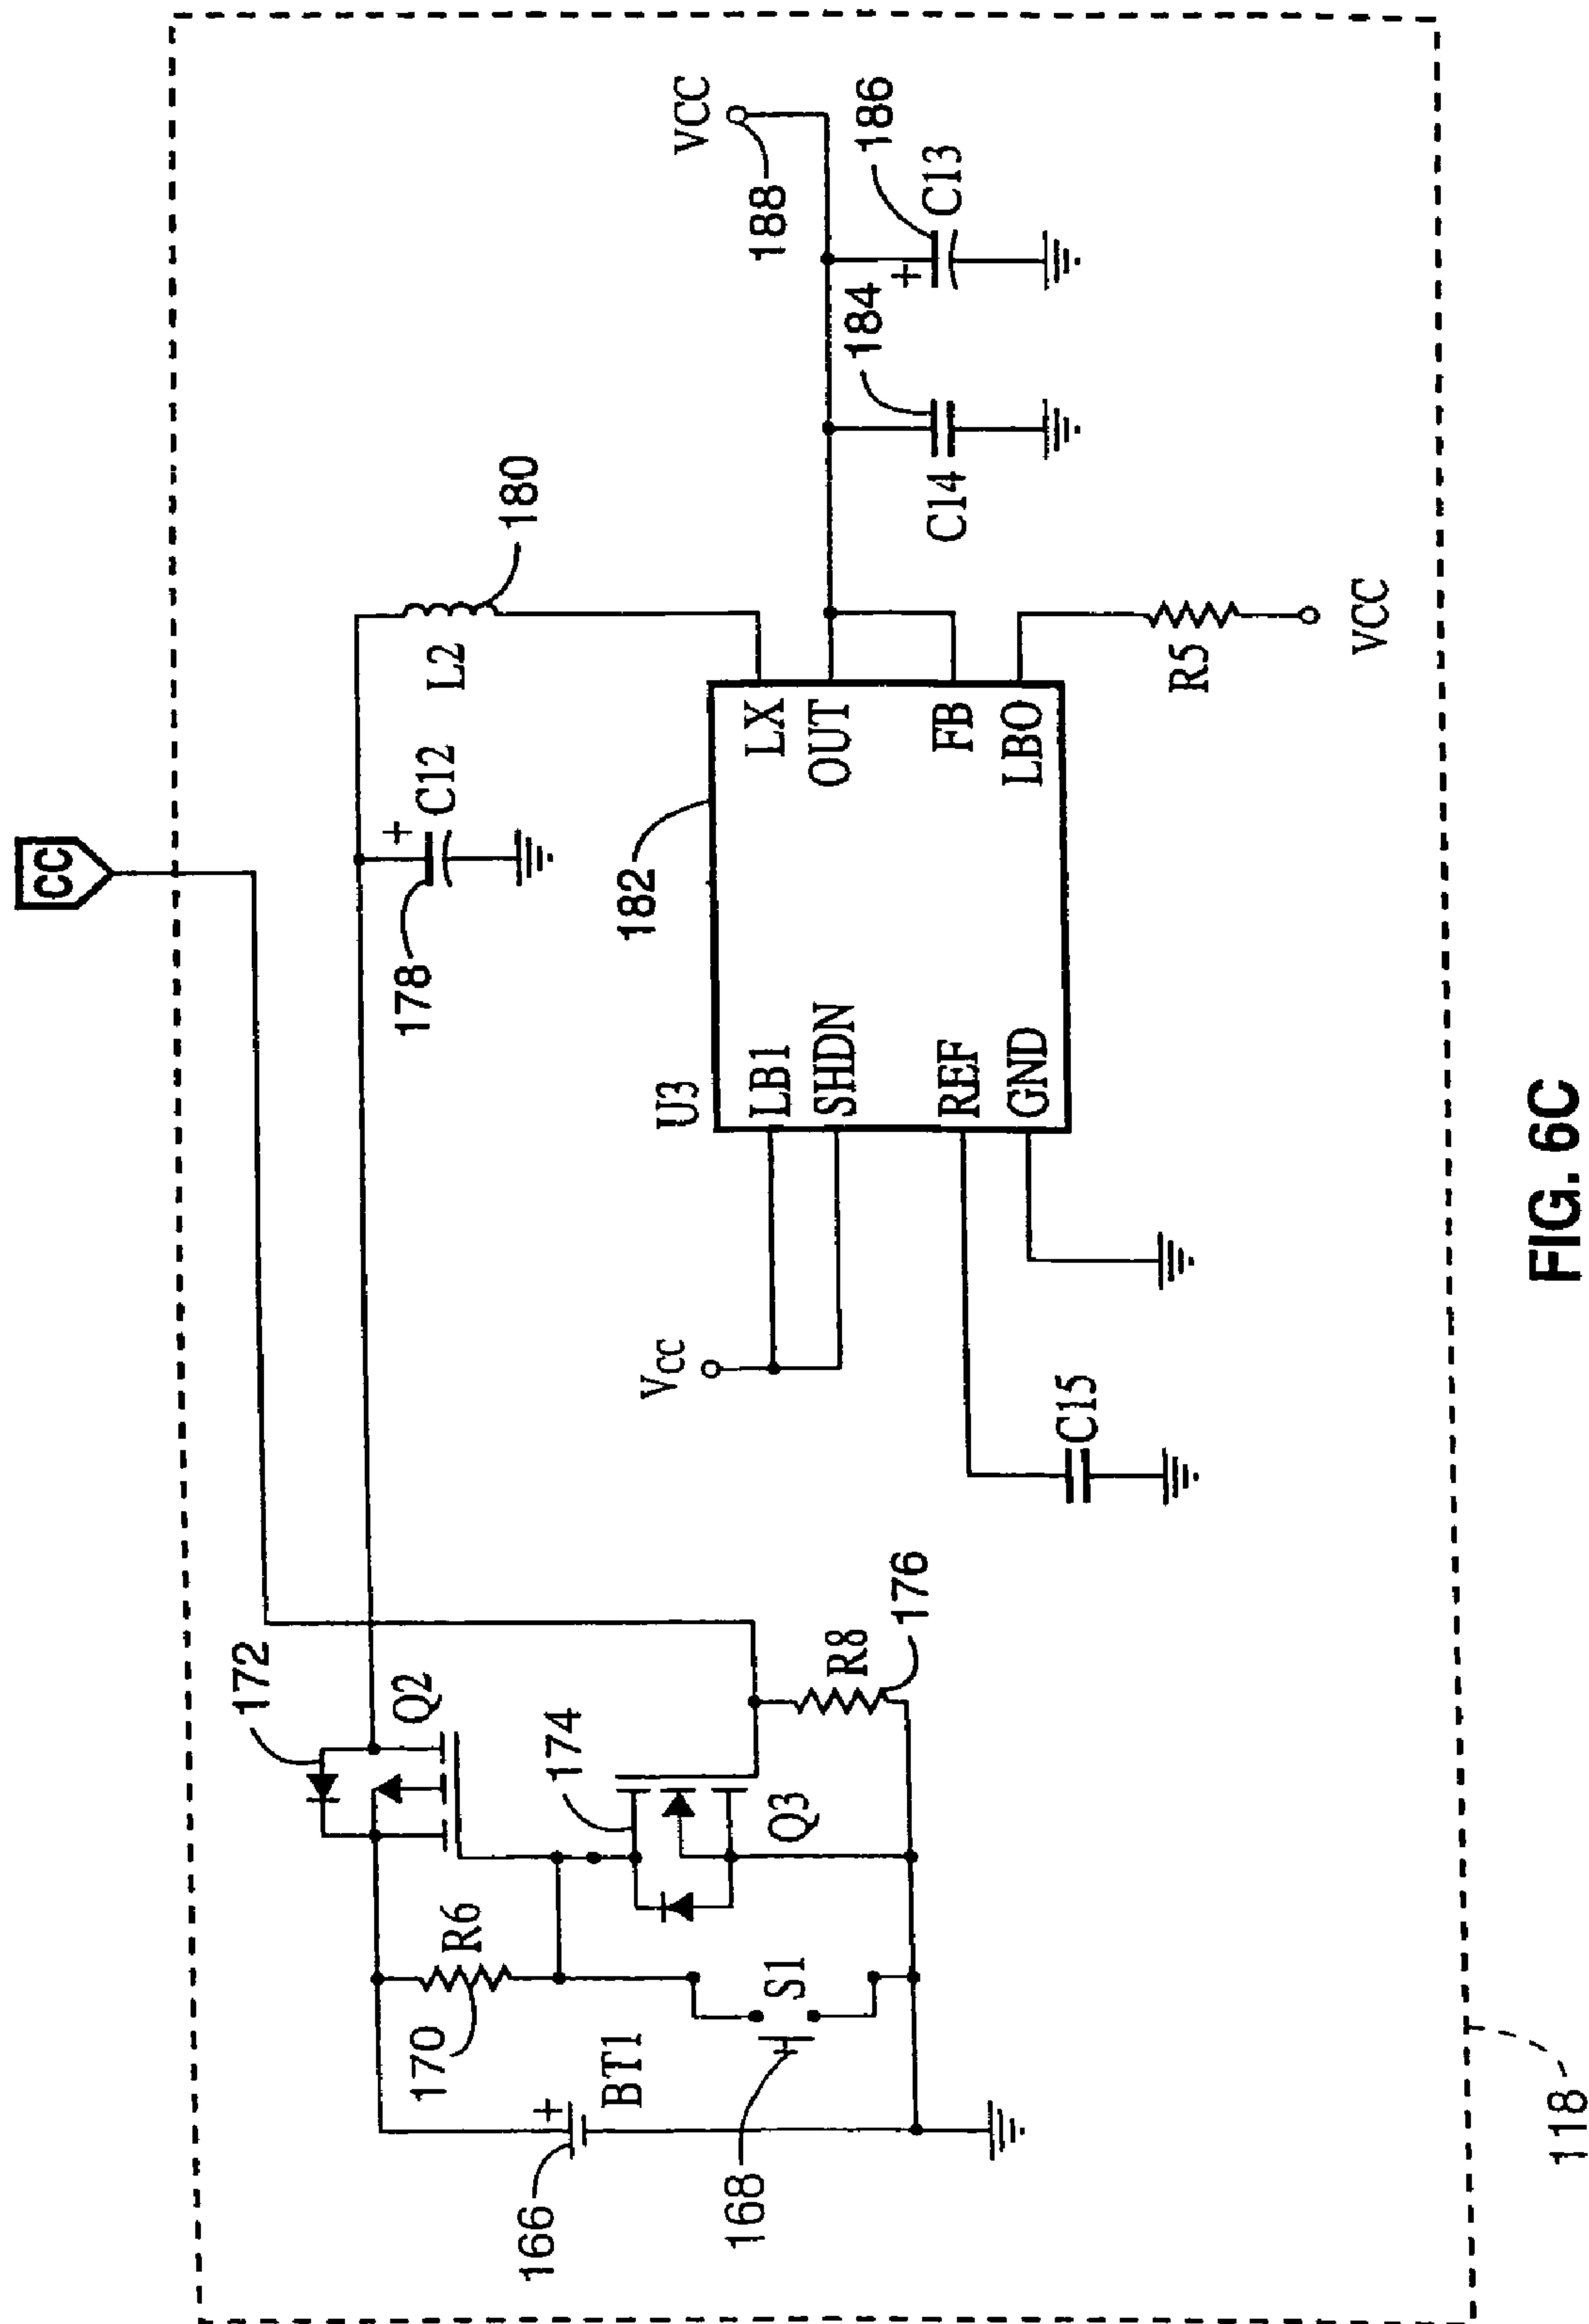 CC
172
Q2
VCC
188
186
C13
184
C14
180
L2
C12
178
R6
170
174
Q3
R8
176
166
BT1
S1
168
Vcc
182
U3
LB1
SHDN
REF
GND
LX
OUT
FB
LBO
C15
R5
VCC
118
FIG. 6C